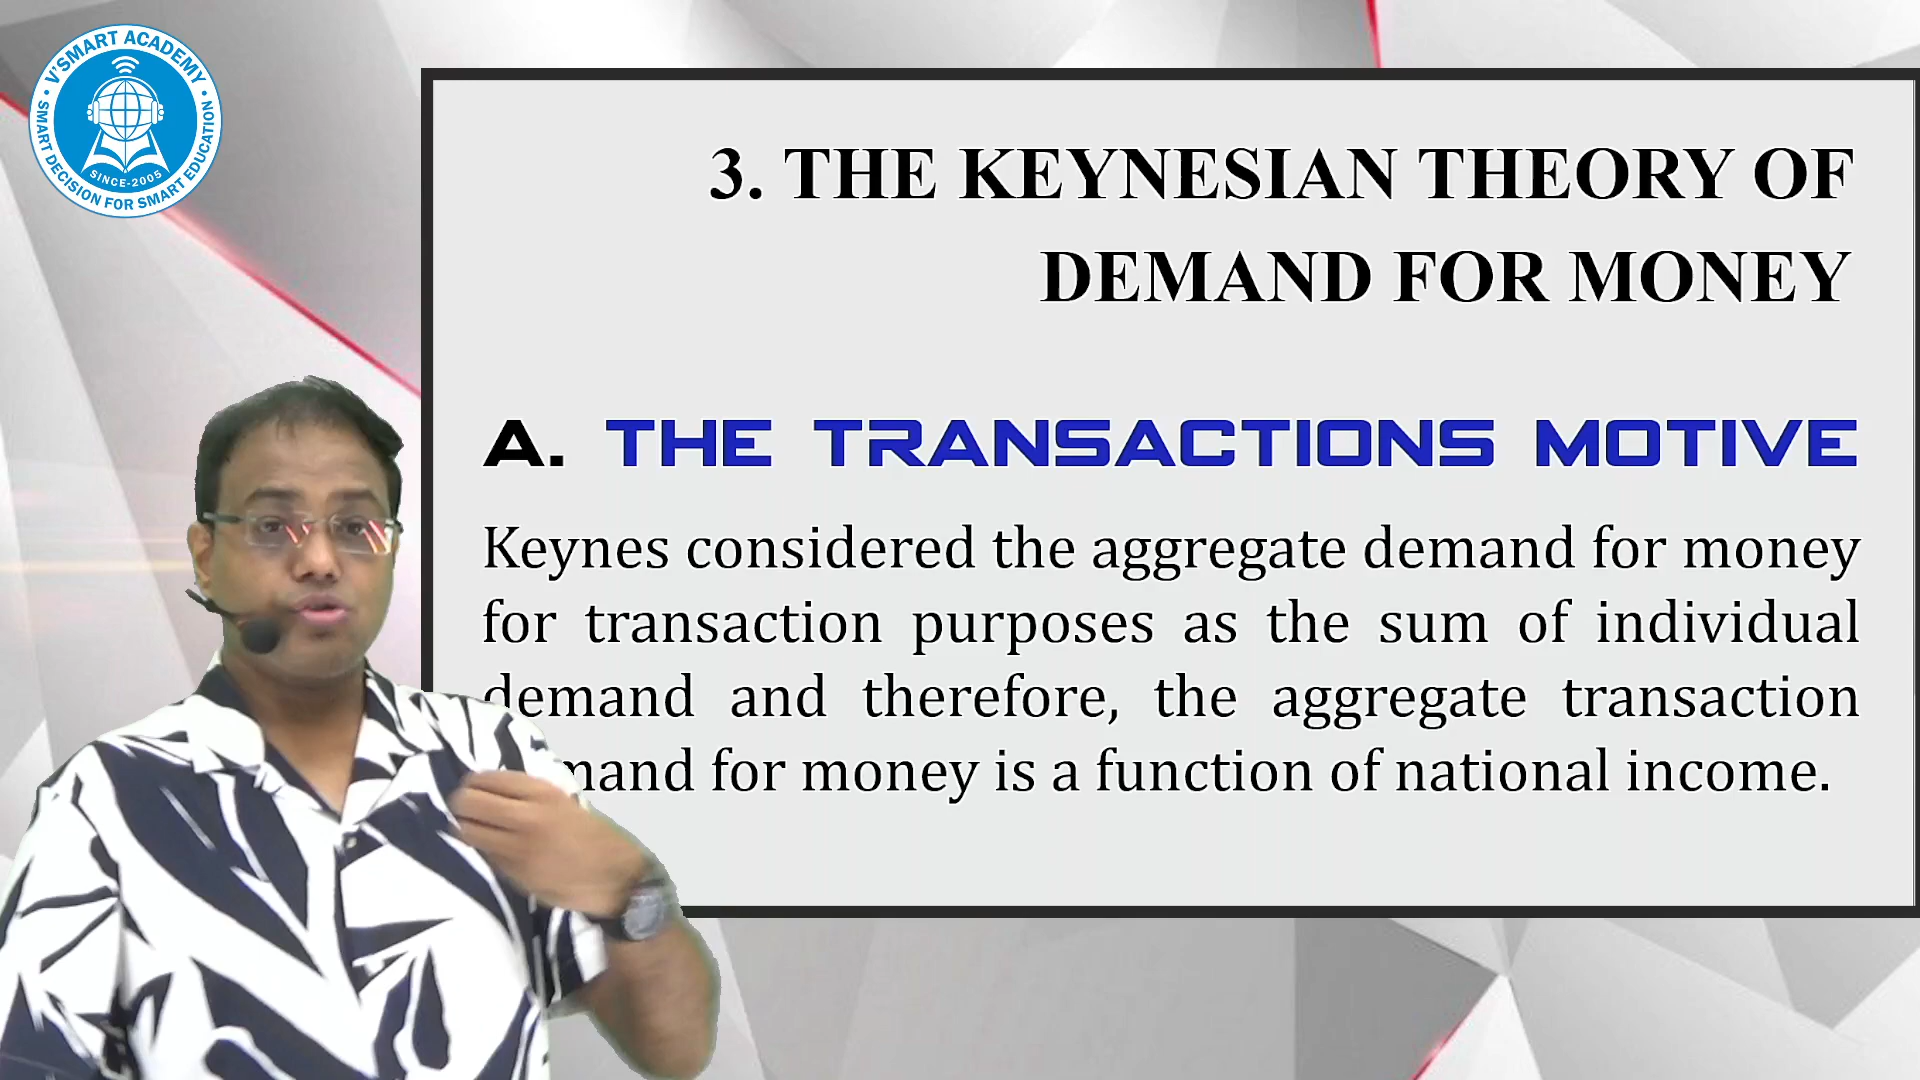 V'SMART ACADEMY
SMART DECISION FOR SMART EDUCATION
SINCE-2005
3. THE KEYNESIAN THEORY OF
DEMAND FOR MONEY
A. THE TRANSACTIONS MOTIVE
Keynes considered the aggregate demand for money
for transaction purposes as the sum of individual
demand and therefore, the aggregate transaction
mand for money is a function of national income.